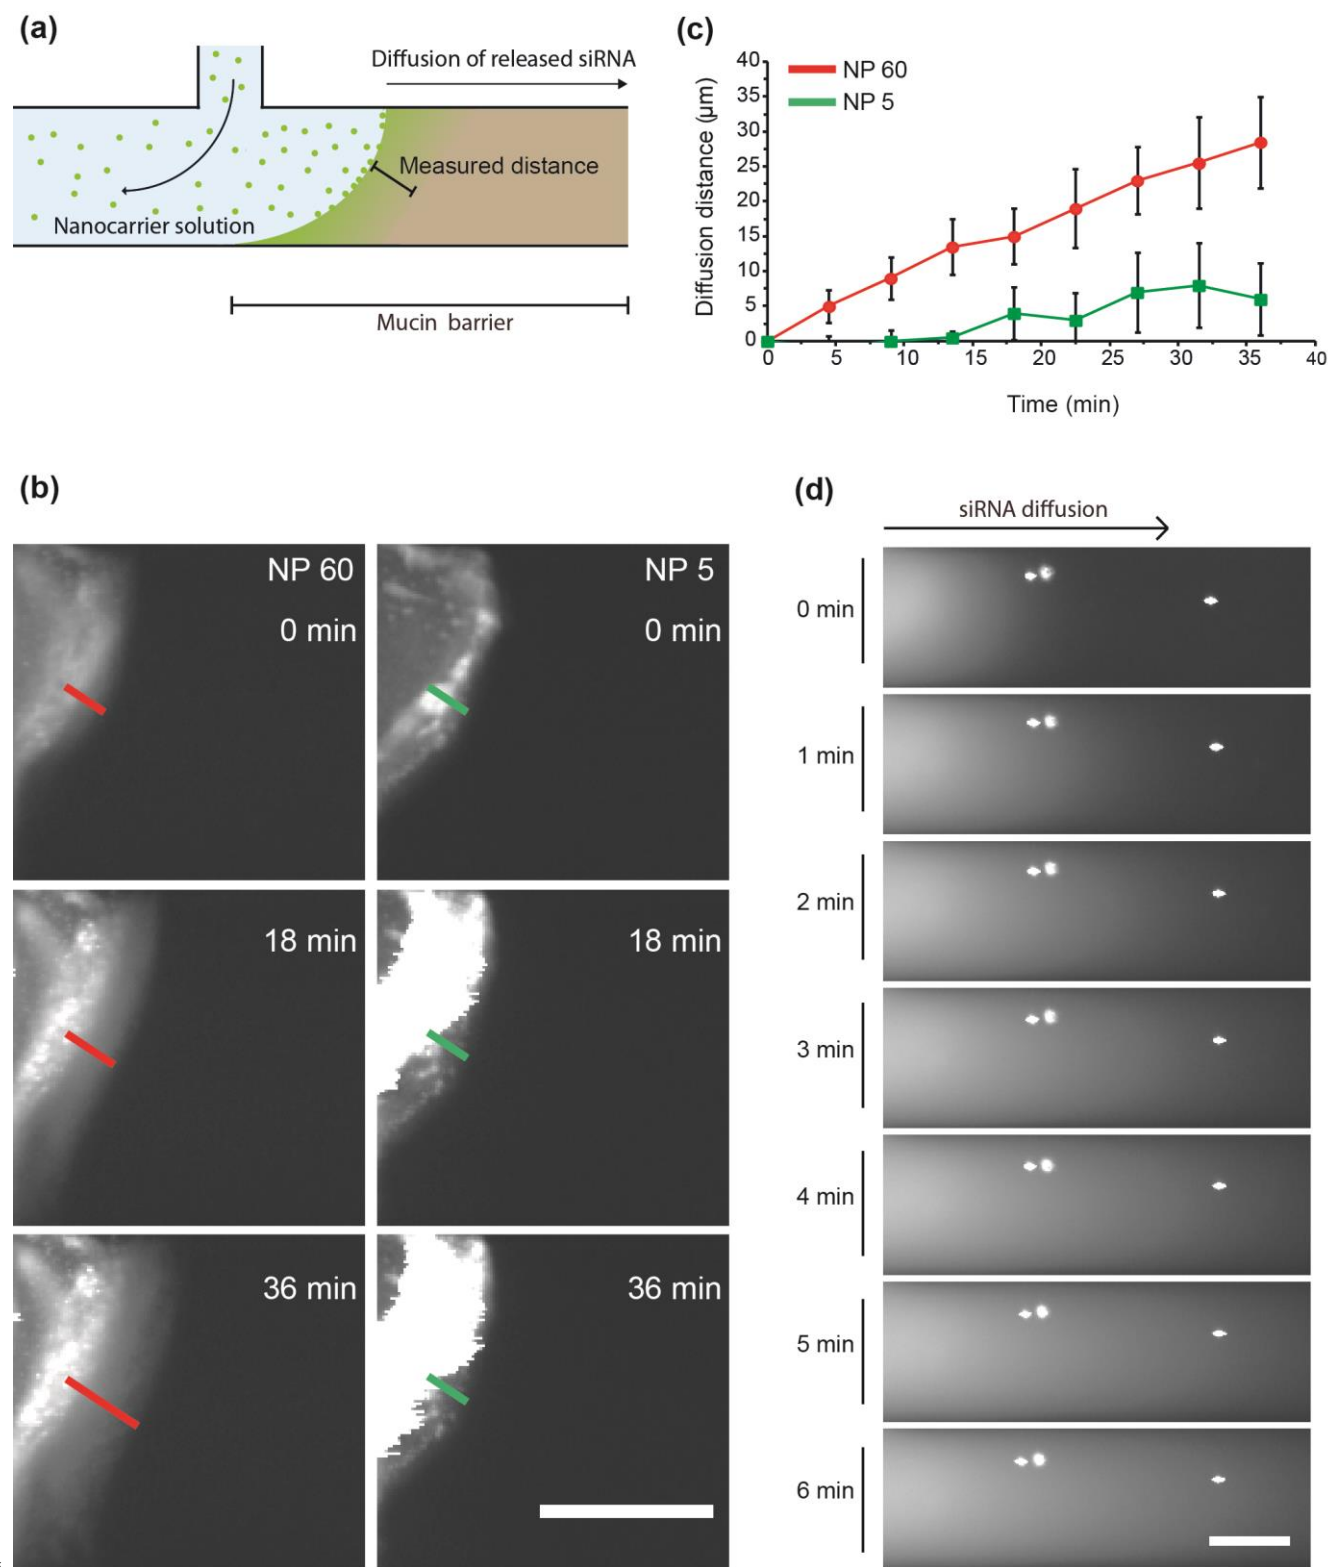 (a)
Diffusion of released siRNA
Measured distance
Nanocarrier solution
Mucin barrier
(c)
NP 60
NP 5
Diffusion distance (µm)
40
35
30
25
20
15
10
5
0
0 5 10 15 20 25 30 35 40
Time (min)
(b)
NP 60
0 min
NP 5
0 min
18 min
18 min
36 min
36 min
(d)
siRNA diffusion
0 min
1 min
2 min
3 min
4 min
5 min
6 min